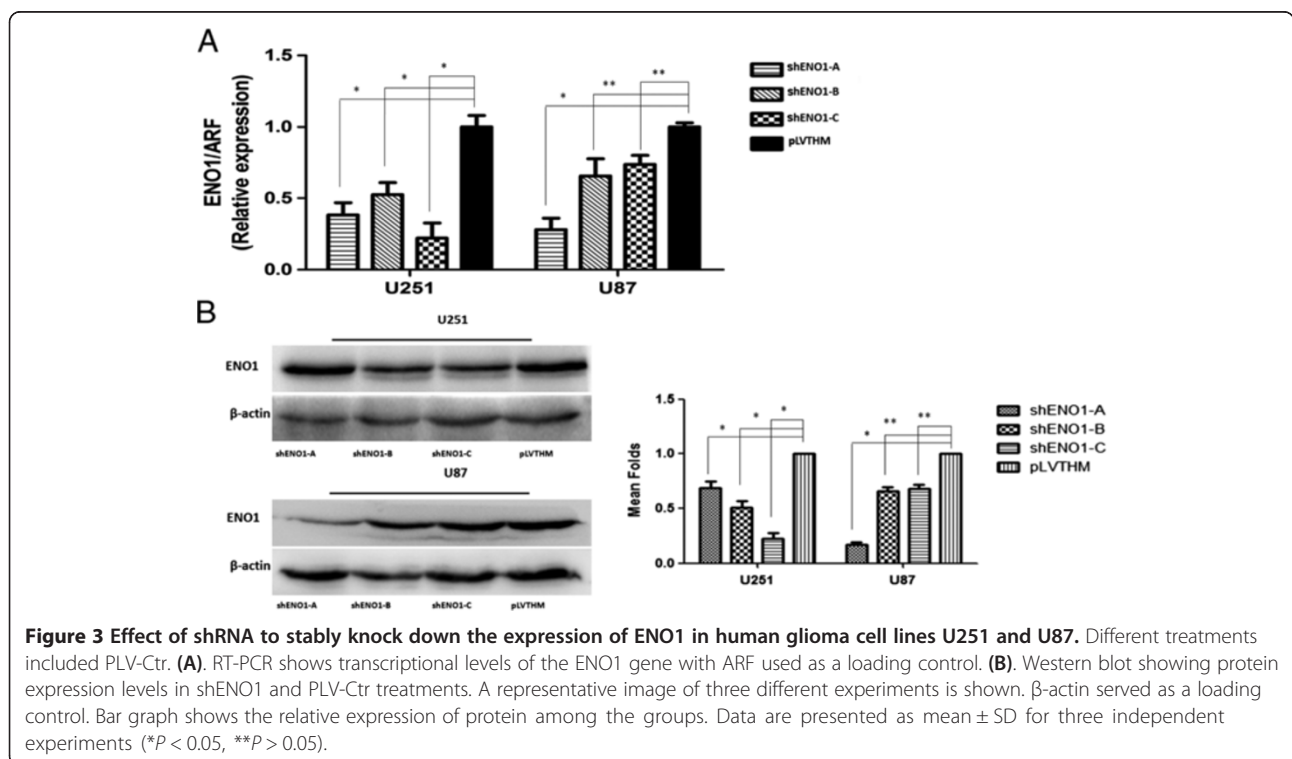 A
1.5
1.0
0.5
0.0
ENO1/ARF
(Relative expression)
* * * * ** **
U251 U87
shENO1-A
shENO1-B
shENO1-C
pLVTHM
B
U251
ENO1
β-actin
shENO1-A shENO1-B shENO1-C pLVTHM
U87
ENO1
β-actin
shENO1-A shENO1-B shENO1-C pLVTHM
1.5
1.0
0.5
0.0
Mean Folds
* * * * ** **
U251 U87
shENO1-A
shENO1-B
shENO1-C
pLVTHM
Figure 3 Effect of shRNA to stably knock down the expression of ENO1 in human glioma cell lines U251 and U87. Different treatments
included PLV-Ctr. (A). RT-PCR shows transcriptional levels of the ENO1 gene with ARF used as a loading control. (B). Western blot showing protein
expression levels in shENO1 and PLV-Ctr treatments. A representative image of three different experiments is shown. β-actin served as a loading
control. Bar graph shows the relative expression of protein among the groups. Data are presented as mean ± SD for three independent
experiments (*P < 0.05, **P > 0.05).